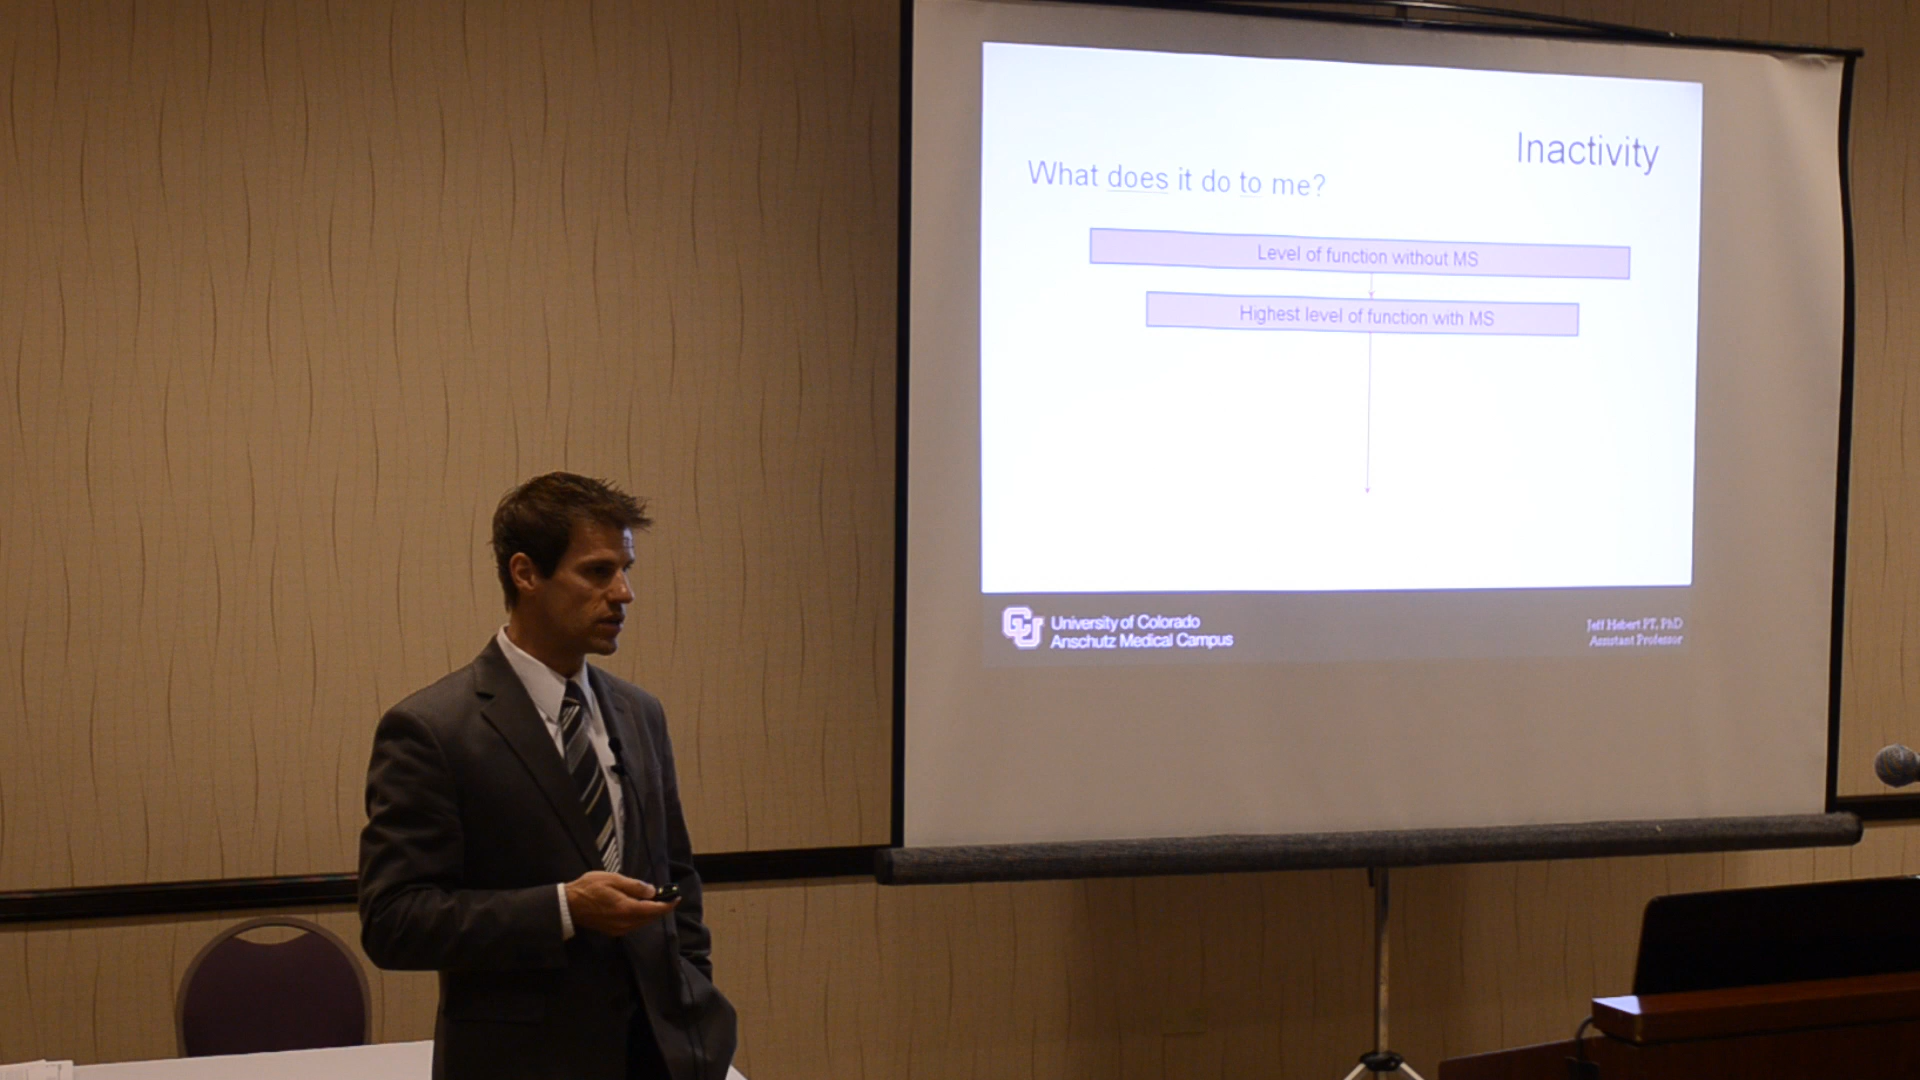 Inactivity
What does it do to me?
Level of function without MS
Highest level of function with MS
CU University of Colorado
Anschutz Medical Campus
Jeff Hebert PT, PhD
Assistant Professor